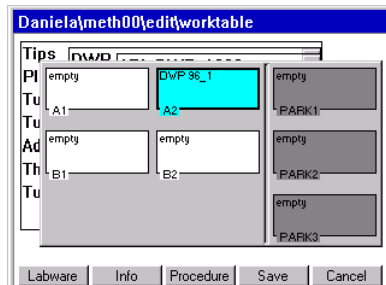 Daniela\meth00\edit\worktable
Tips DWP
Pl
Tu
Tu
Ad
Th
Tu
empty DWP 96_1 empty
A1 A2 PARK1
empty empty empty
B1 B2 PARK2
empty
PARK3
Labware Info Procedure Save Cancel